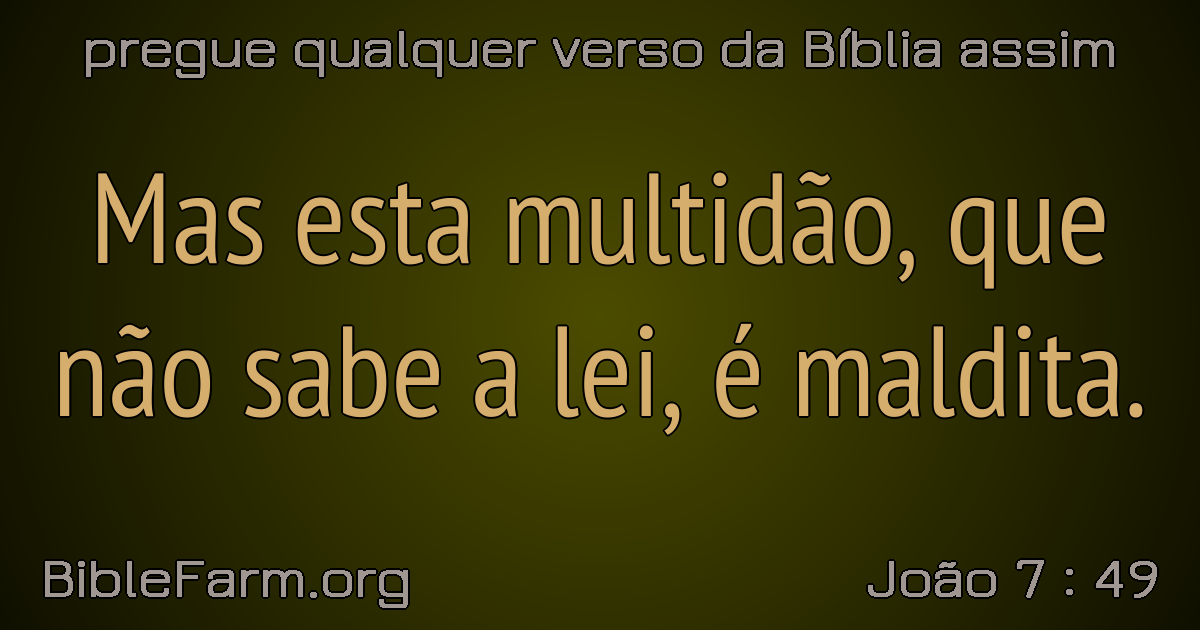 pregue qualquer verso da Bíblia assim
Mas esta multidão, que
não sabe a lei, é maldita.
BibleFarm.org
João 7 : 49